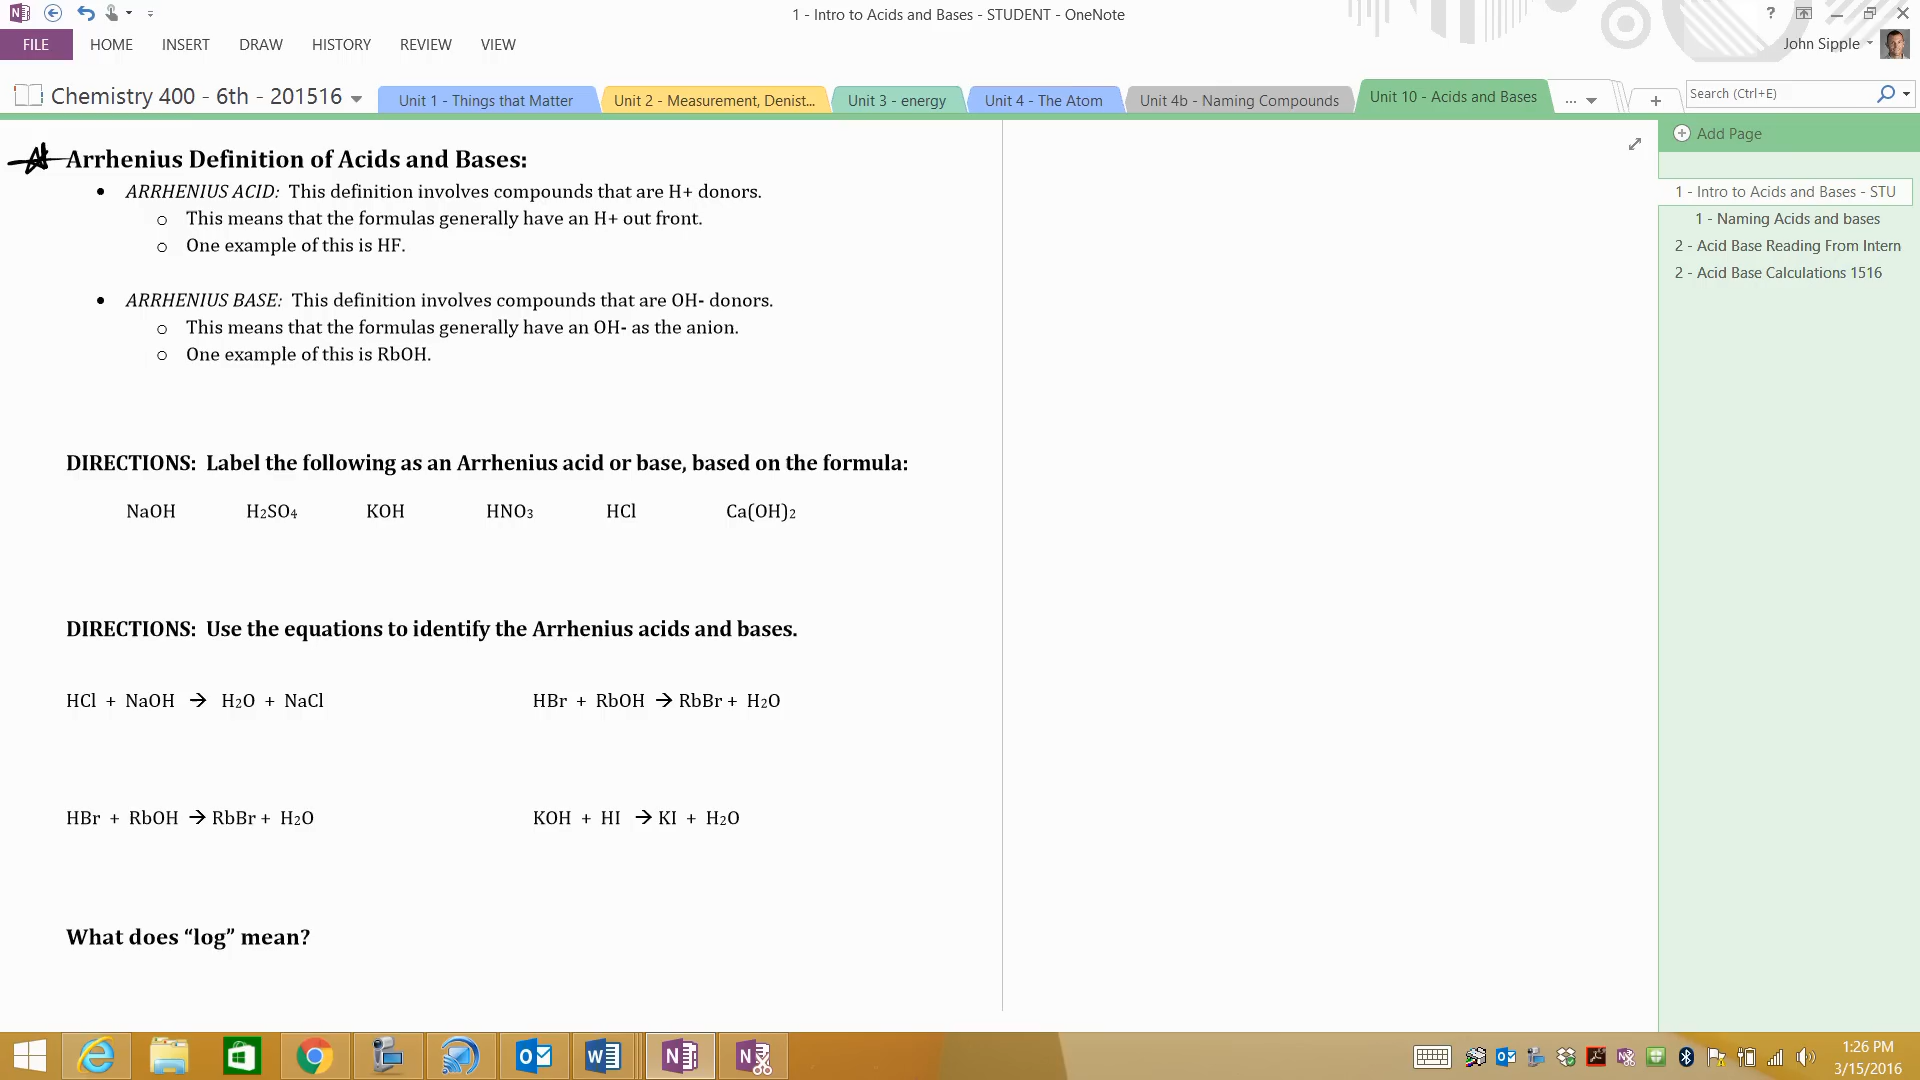 1 - Intro to Acids and Bases - STUDENT - OneNote
?
FILE HOME INSERT DRAW HISTORY REVIEW VIEW
John Sipple
Chemistry 400 - 6th - 201516
Unit 1 - Things that Matter
Unit 2 - Measurement, Denist...
Unit 3 - energy
Unit 4 - The Atom
Unit 4b - Naming Compounds
Unit 10 - Acids and Bases
...
Search (Ctrl+E)
Add Page
1 - Intro to Acids and Bases - STU
1 - Naming Acids and bases
2 - Acid Base Reading From Intern
2 - Acid Base Calculations 1516
Arrhenius Definition of Acids and Bases:
• ARRHENIUS ACID: This definition involves compounds that are H+ donors.
o This means that the formulas generally have an H+ out front.
o One example of this is HF.
• ARRHENIUS BASE: This definition involves compounds that are OH- donors.
o This means that the formulas generally have an OH- as the anion.
o One example of this is RbOH.
DIRECTIONS: Label the following as an Arrhenius acid or base, based on the formula:
NaOH H₂SO₄ KOH HNO₃ HCl Ca(OH)₂
DIRECTIONS: Use the equations to identify the Arrhenius acids and bases.
HCl + NaOH → H₂O + NaCl HBr + RbOH → RbBr + H₂O
HBr + RbOH → RbBr + H₂O KOH + HI → KI + H₂O
What does “log” mean?
1:26 PM
3/15/2016